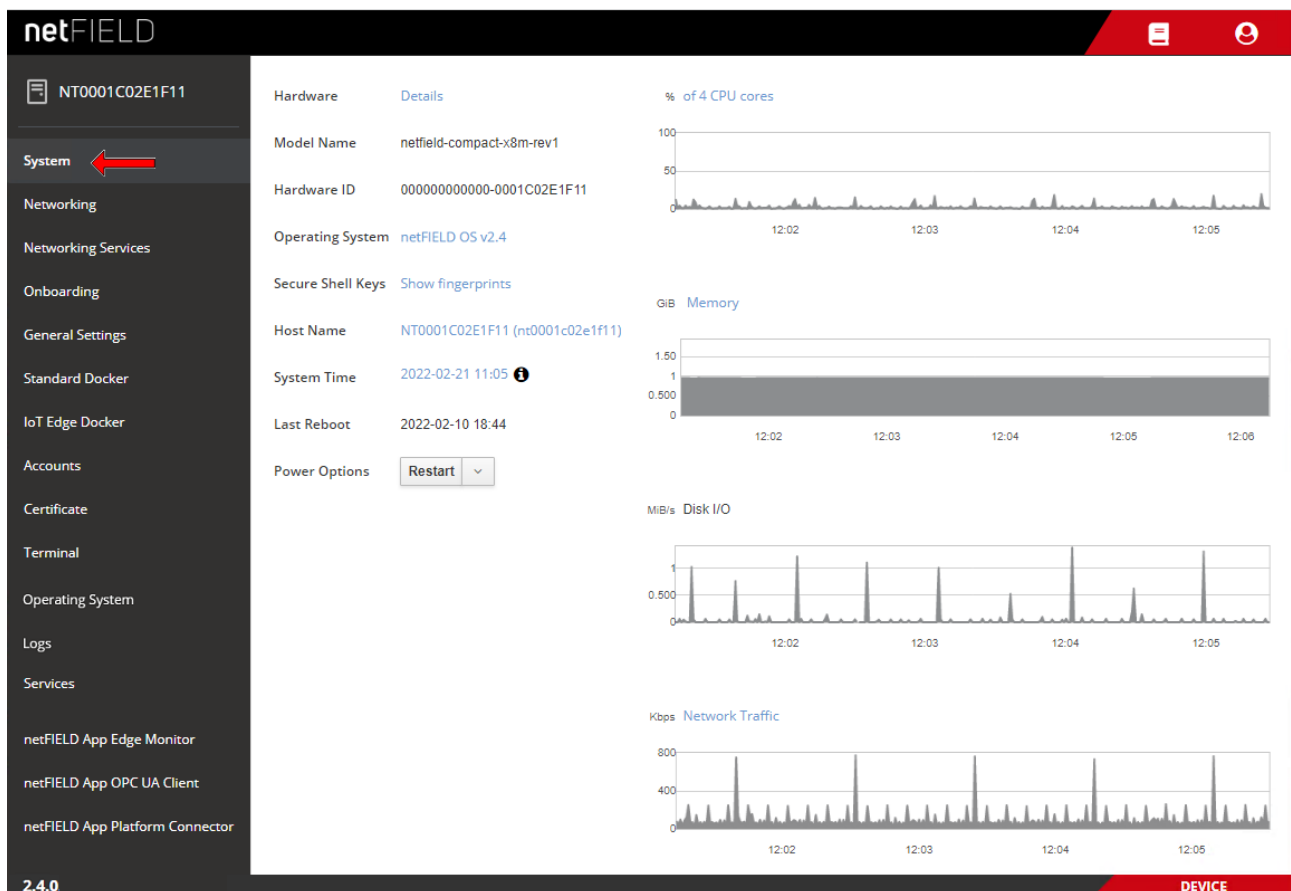 netFIELD
NT0001C02E1F11
System
Networking
Networking Services
Onboarding
General Settings
Standard Docker
IoT Edge Docker
Accounts
Certificate
Terminal
Operating System
Logs
Services
netFIELD App Edge Monitor
netFIELD App OPC UA Client
netFIELD App Platform Connector
2.4.0
Hardware Details
Model Name netfield-compact-x8m-rev1
Hardware ID 000000000000-0001C02E1F11
Operating System netFIELD OS v2.4
Secure Shell Keys Show fingerprints
Host Name NT0001C02E1F11 (nt0001c02e1f11)
System Time 2022-02-21 11:05
Last Reboot 2022-02-10 18:44
Power Options Restart
% of 4 CPU cores
100
50
0
12:02 12:03 12:04 12:05
GiB Memory
1.50
1
0.500
0
12:02 12:03 12:04 12:05 12:06
MiB/s Disk I/O
1
0.500
0
12:02 12:03 12:04 12:05
Kbps Network Traffic
800
400
0
12:02 12:03 12:04 12:05
DEVICE